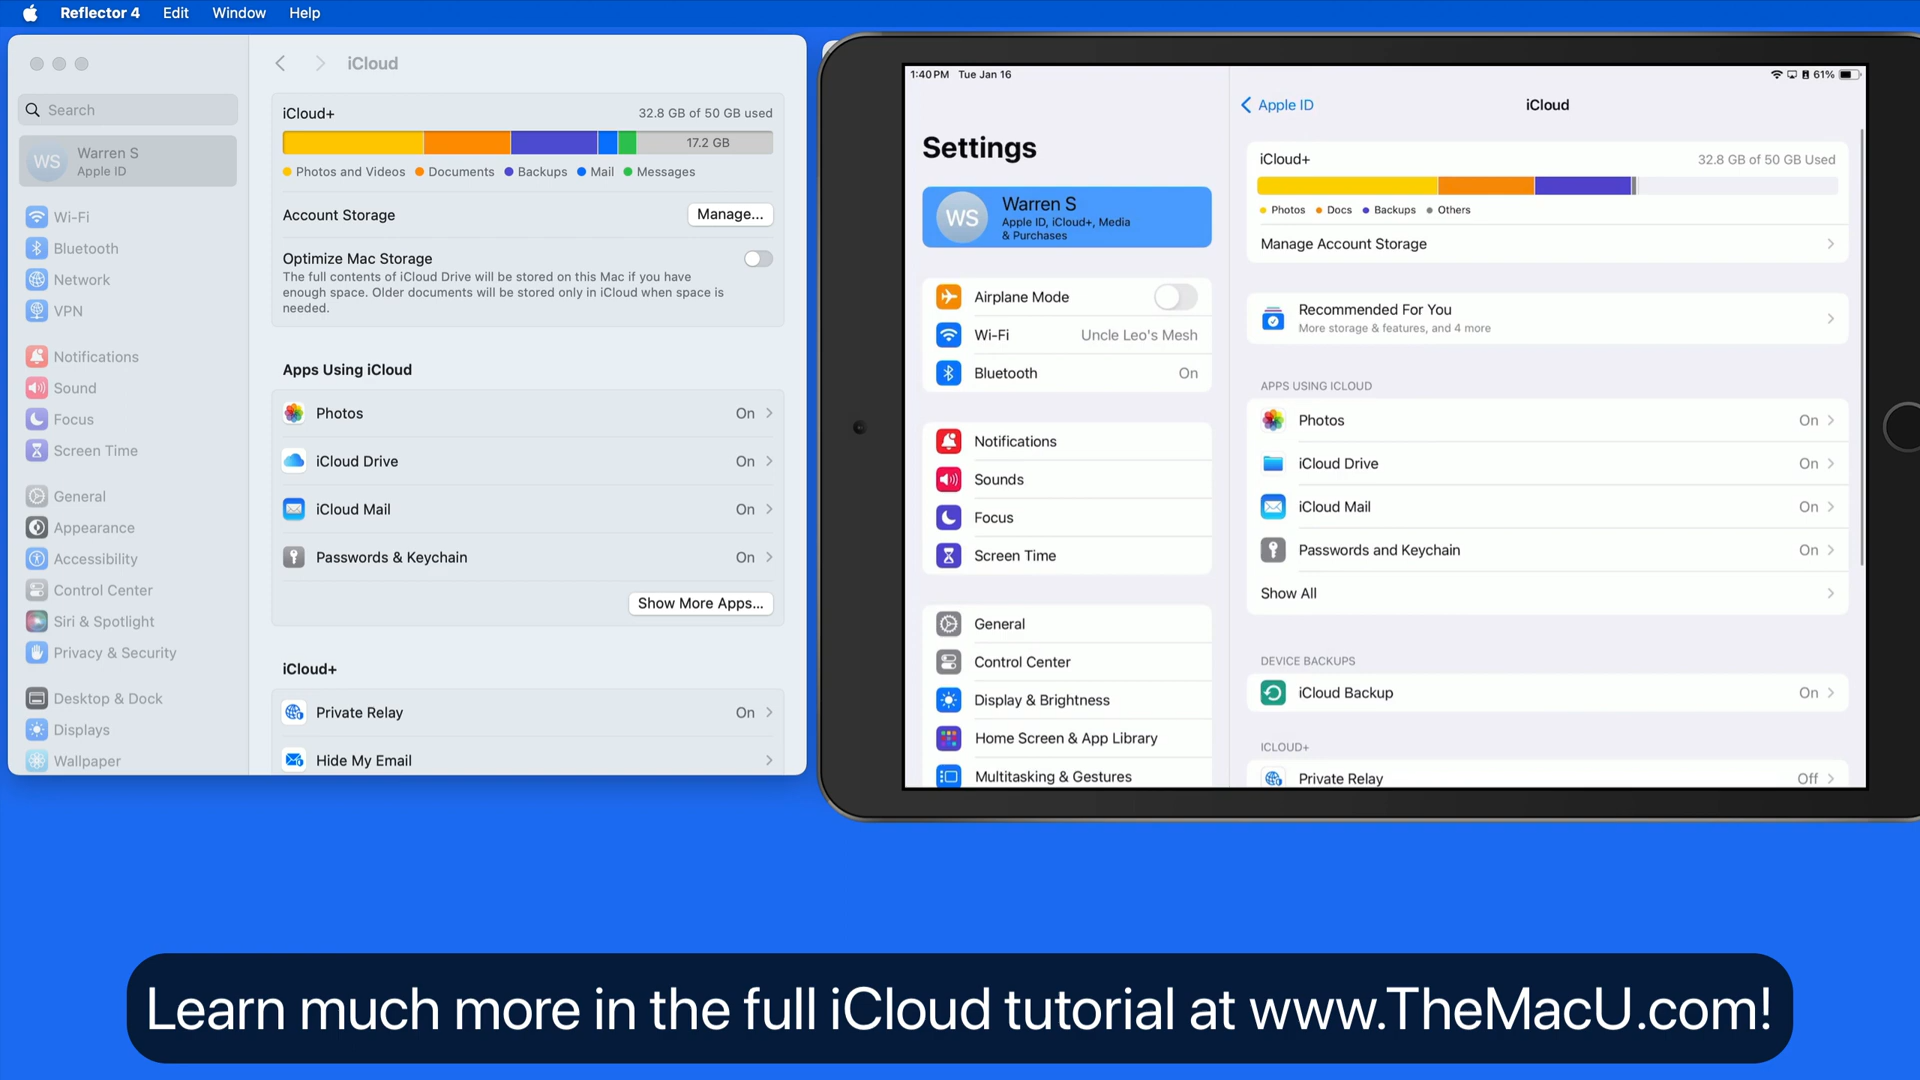 Reflector 4 Edit Window Help
iCloud
Search
WS
Warren S
Apple ID
Wi-Fi
Bluetooth
Network
VPN
Notifications
Sound
Focus
Screen Time
General
Appearance
Accessibility
Control Center
Siri & Spotlight
Privacy & Security
Desktop & Dock
Displays
Wallpaper
iCloud+ 32.8 GB of 50 GB used
17.2 GB
Photos and Videos Documents Backups Mail Messages
Account Storage Manage...
Optimize Mac Storage
The full contents of iCloud Drive will be stored on this Mac if you have
enough space. Older documents will be stored only in iCloud when space is
needed.
Apps Using iCloud
Photos On
iCloud Drive On
iCloud Mail On
Passwords & Keychain On
Show More Apps...
iCloud+
Private Relay On
Hide My Email
1:40 PM Tue Jan 16
61%
Settings
WS
Warren S
Apple ID, iCloud+, Media
& Purchases
Airplane Mode
Wi-Fi Uncle Leo's Mesh
Bluetooth On
Notifications
Sounds
Focus
Screen Time
General
Control Center
Display & Brightness
Home Screen & App Library
Multitasking & Gestures
Apple ID iCloud
iCloud+ 32.8 GB of 50 GB Used
Photos Docs Backups Others
Manage Account Storage
Recommended For You
More storage & features, and 4 more
APPS USING ICLOUD
Photos On
iCloud Drive On
iCloud Mail On
Passwords and Keychain On
Show All
DEVICE BACKUPS
iCloud Backup On
ICLOUD+
Private Relay Off
Learn much more in the full iCloud tutorial at www.TheMacU.com!